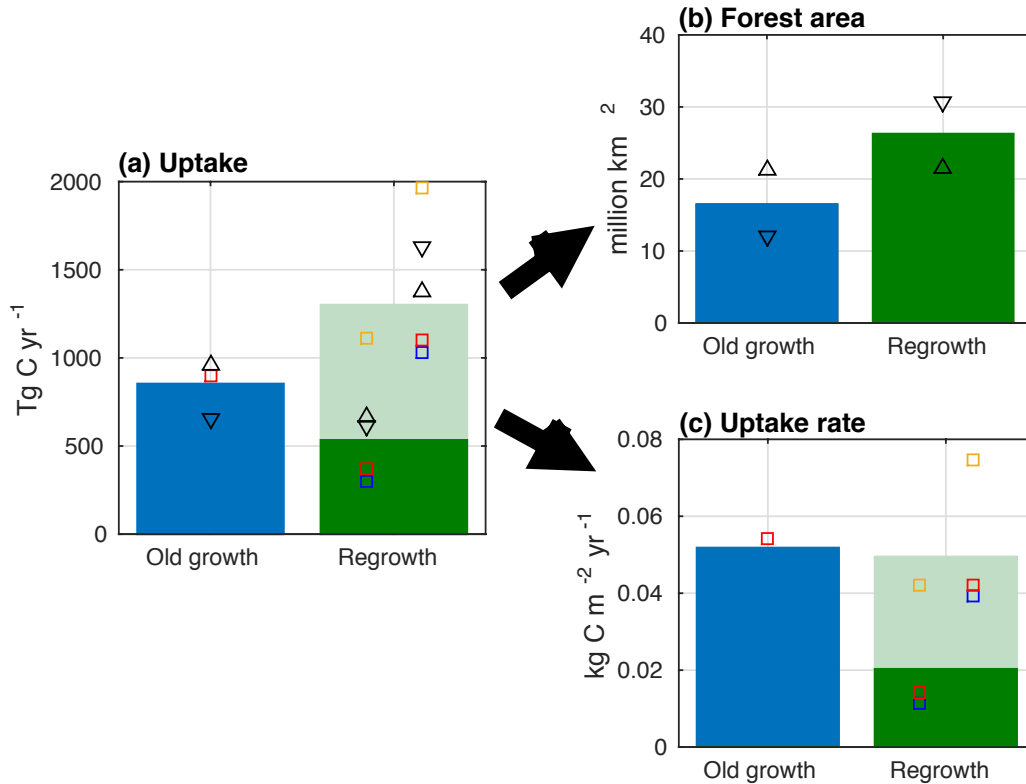 (a) Uptake
Tg C yr -1
2000
1500
1000
500
0
Old growth
Regrowth
(b) Forest area
million km 2
40
30
20
10
0
Old growth
Regrowth
(c) Uptake rate
kg C m -2 yr -1
0.08
0.06
0.04
0.02
0
Old growth
Regrowth